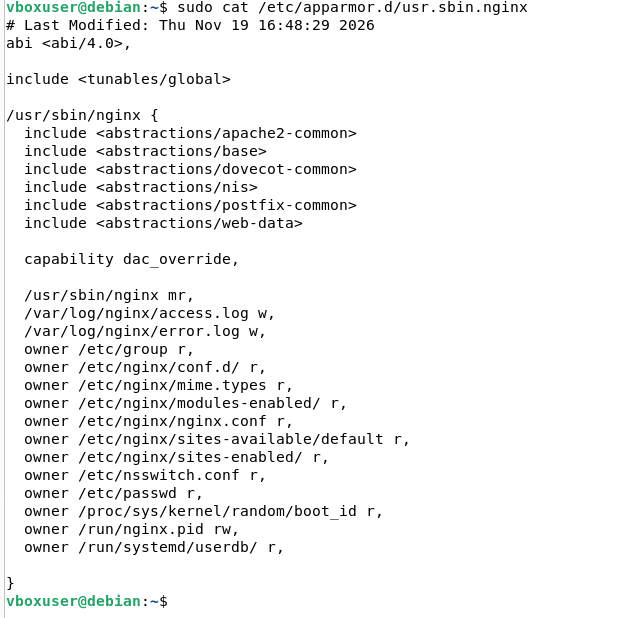 vboxuser@debian:~$ sudo cat /etc/apparmor.d/usr.sbin.nginx
# Last Modified: Thu Nov 19 16:48:29 2026
abi <abi/4.0>,
include <tunables/global>
/usr/sbin/nginx {
  include <abstractions/apache2-common>
  include <abstractions/base>
  include <abstractions/dovecot-common>
  include <abstractions/nis>
  include <abstractions/postfix-common>
  include <abstractions/web-data>
  capability dac_override,
  /usr/sbin/nginx mr,
  /var/log/nginx/access.log w,
  /var/log/nginx/error.log w,
  owner /etc/group r,
  owner /etc/nginx/conf.d/ r,
  owner /etc/nginx/mime.types r,
  owner /etc/nginx/modules-enabled/ r,
  owner /etc/nginx/nginx.conf r,
  owner /etc/nginx/sites-available/default r,
  owner /etc/nginx/sites-enabled/ r,
  owner /etc/nsswitch.conf r,
  owner /etc/passwd r,
  owner /proc/sys/kernel/random/boot_id r,
  owner /run/nginx.pid rw,
  owner /run/systemd/userdb/ r,
}
vboxuser@debian:~$